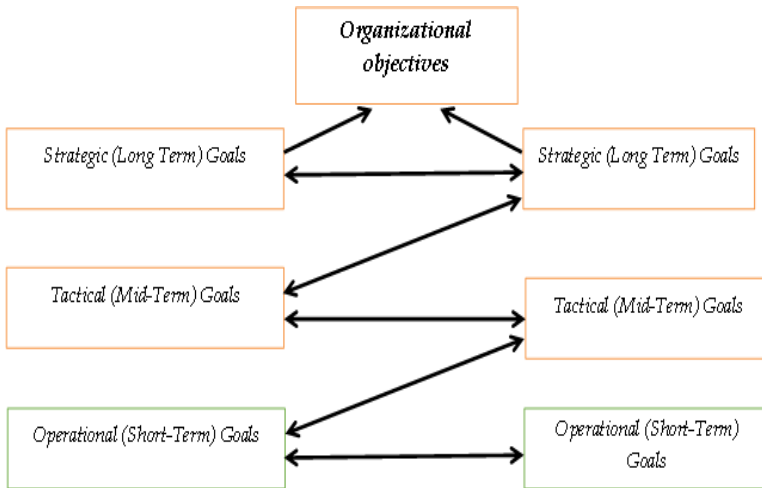 Organizational
objectives
Strategic (Long Term) Goals
Strategic (Long Term) Goals
Tactical (Mid-Term) Goals
Tactical (Mid-Term) Goals
Operational (Short-Term) Goals
Operational (Short-Term)
Goals